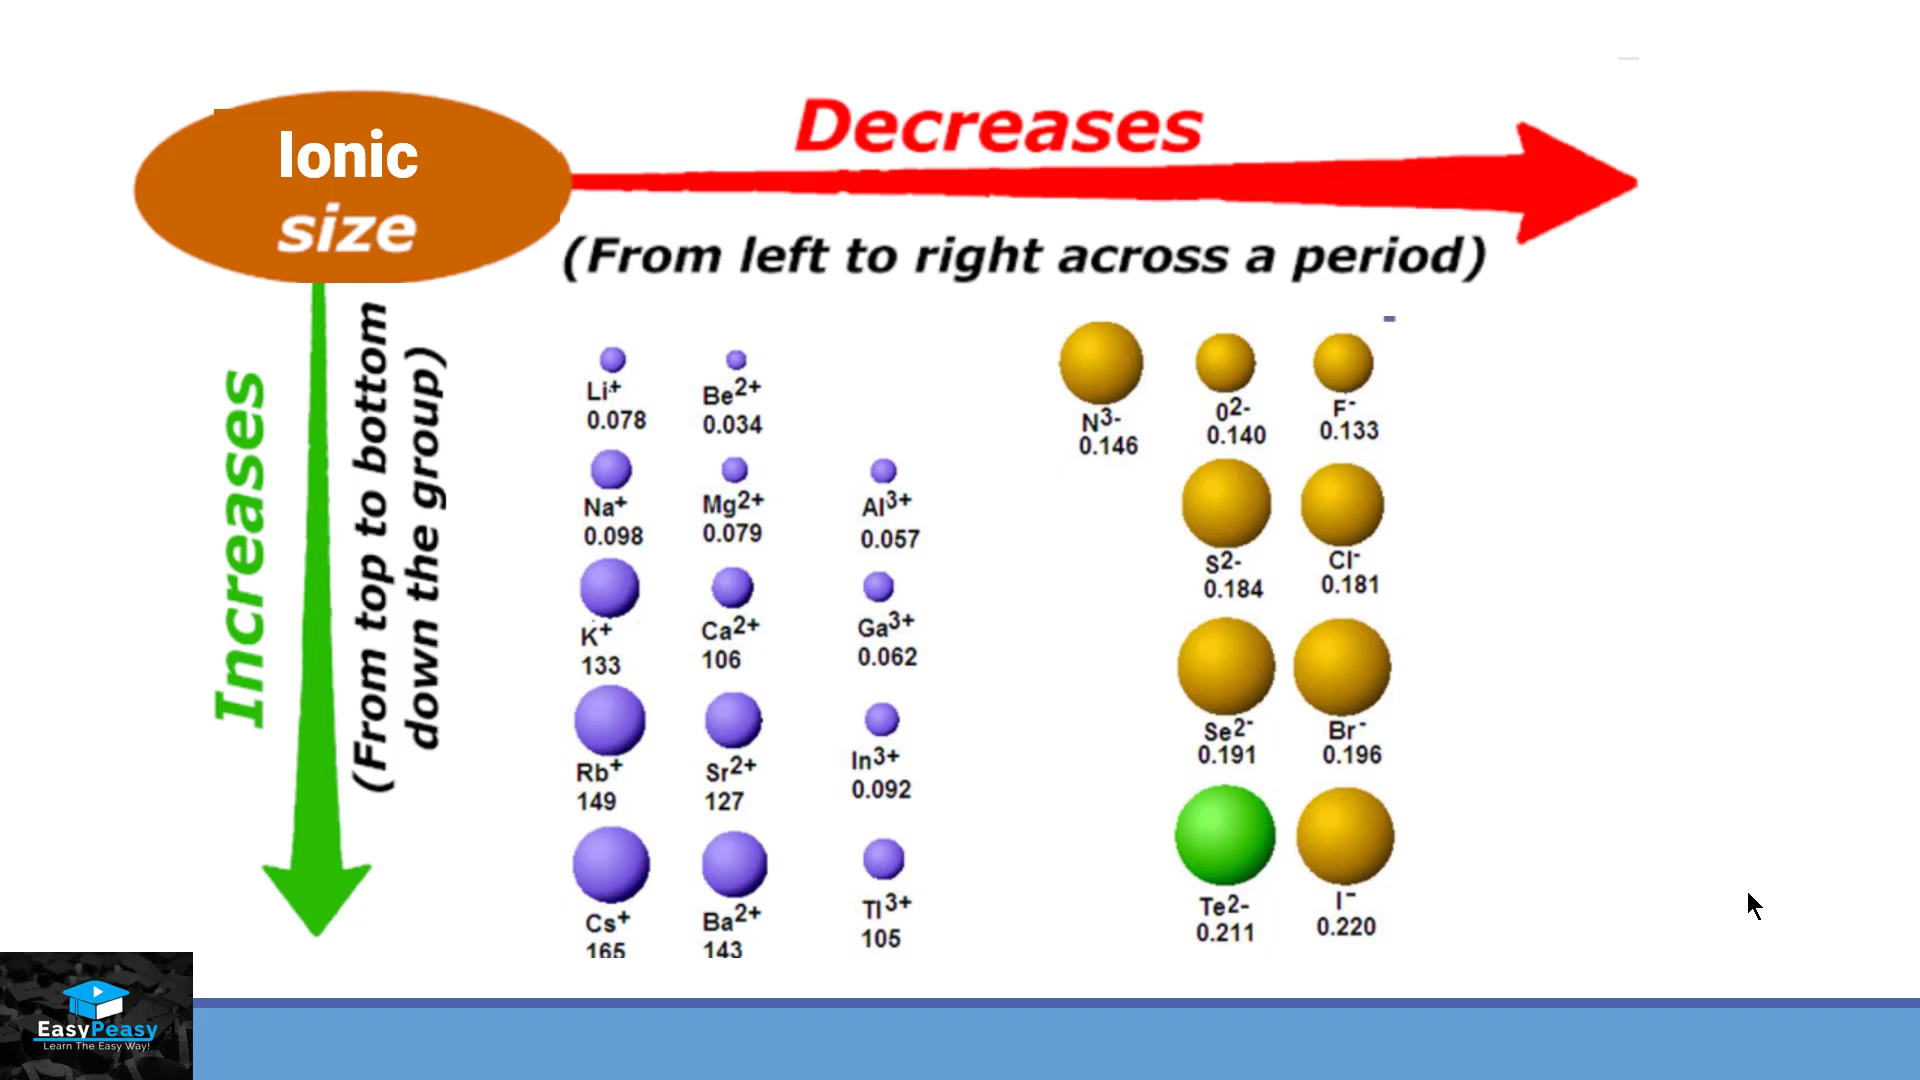 Ionic
size
Decreases
(From left to right across a period)
Increases
(From top to bottom
down the group)
Li+
0.078
Be2+
0.034
N3-
0.146
02-
0.140
F-
0.133
Na+
0.098
Mg2+
0.079
Al3+
0.057
S2-
0.184
Cl-
0.181
K+
133
Ca2+
106
Ga3+
0.062
Se2-
0.191
Br-
0.196
Rb+
149
Sr2+
127
In3+
0.092
Te2-
0.211
I-
0.220
Cs+
165
Ba2+
143
Tl3+
105
EasyPeasy
Learn The Easy Way!